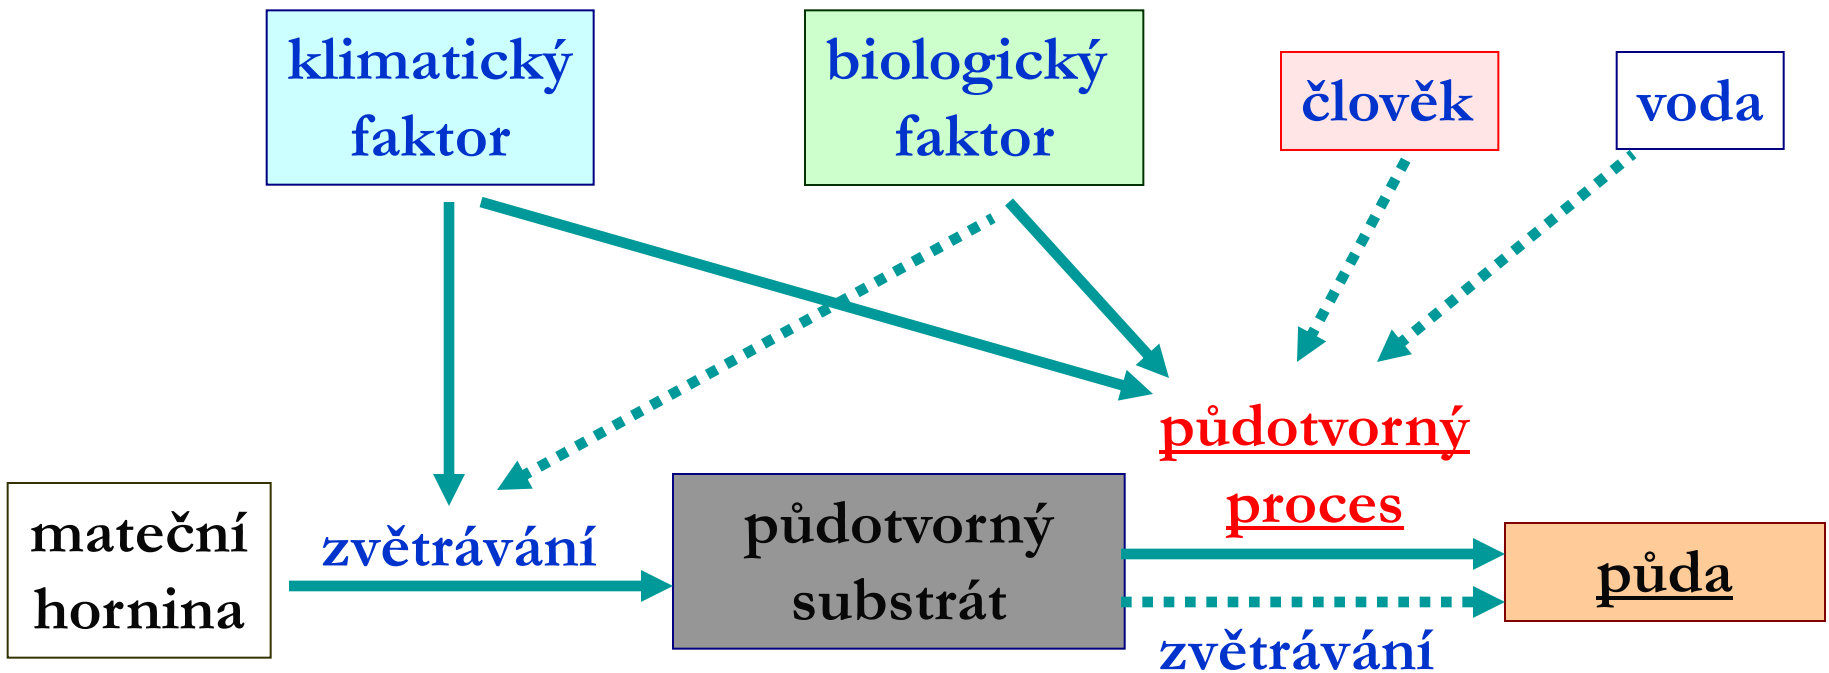 klimatický
faktor
biologický
faktor
člověk
voda
půdotvorný
proces
mateční
hornina
zvětrávání
půdotvorný
substrát
půda
zvětrávání